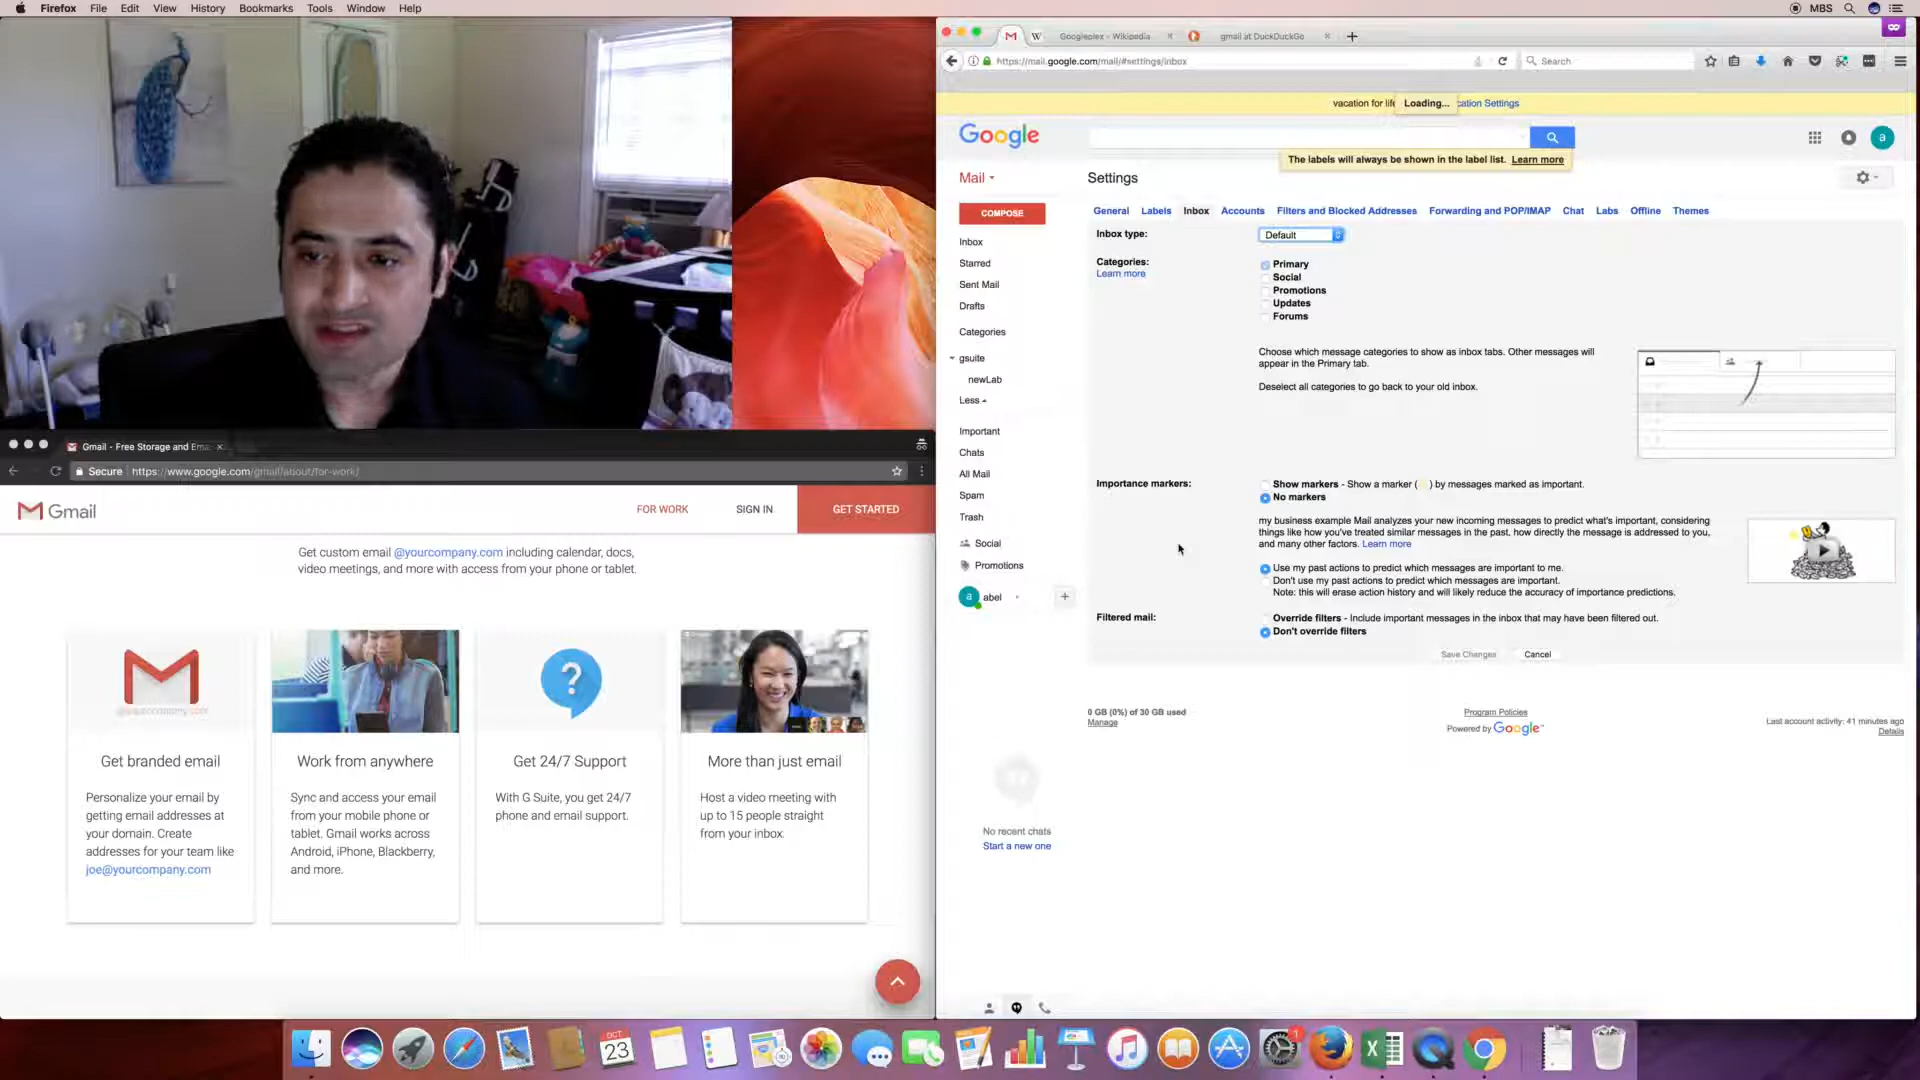 Firefox File Edit View History Bookmarks Tools Window Help
MBS
Gmail - Free Storage and Ema
Secure https://www.google.com/gmail/about/for-work/
Gmail
FOR WORK
SIGN IN
GET STARTED
Get custom email @yourcompany.com including calendar, docs,
video meetings, and more with access from your phone or tablet.
@yourcompany.com
Get branded email
Personalize your email by
getting email addresses at
your domain. Create
addresses for your team like
joe@yourcompany.com
Work from anywhere
Sync and access your email
from your mobile phone or
tablet. Gmail works across
Android, iPhone, Blackberry,
and more.
?
Get 24/7 Support
With G Suite, you get 24/7
phone and email support.
More than just email
Host a video meeting with
up to 15 people straight
from your inbox.
Googleplex - Wikipedia
gmail at DuckDuckGo
https://mail.google.com/mail/#settings/inbox
Search
vacation for life
Loading...
cation Settings
Google
The labels will always be shown in the label list. Learn more
a
Mail
Settings
COMPOSE
Inbox
Starred
Sent Mail
Drafts
Categories
gsuite
newLab
Less
Important
Chats
All Mail
Spam
Trash
Social
Promotions
a abel
+
No recent chats
Start a new one
General Labels Inbox Accounts Filters and Blocked Addresses Forwarding and POP/IMAP Chat Labs Offline Themes
Inbox type:
Default
Categories:
Learn more
Primary
Social
Promotions
Updates
Forums
Choose which message categories to show as inbox tabs. Other messages will
appear in the Primary tab.
Deselect all categories to go back to your old inbox.
Importance markers:
Show markers - Show a marker ( ) by messages marked as important.
No markers
my business example Mail analyzes your new incoming messages to predict what's important, considering
things like how you've treated similar messages in the past, how directly the message is addressed to you,
and many other factors. Learn more
Use my past actions to predict which messages are important to me.
Don't use my past actions to predict which messages are important.
Note: this will erase action history and will likely reduce the accuracy of importance predictions.
Filtered mail:
Override filters - Include important messages in the inbox that may have been filtered out.
Don't override filters
Save Changes
Cancel
0 GB (0%) of 30 GB used
Manage
Program Policies
Powered by Google™
Last account activity: 41 minutes ago
Details
OCT
23
1